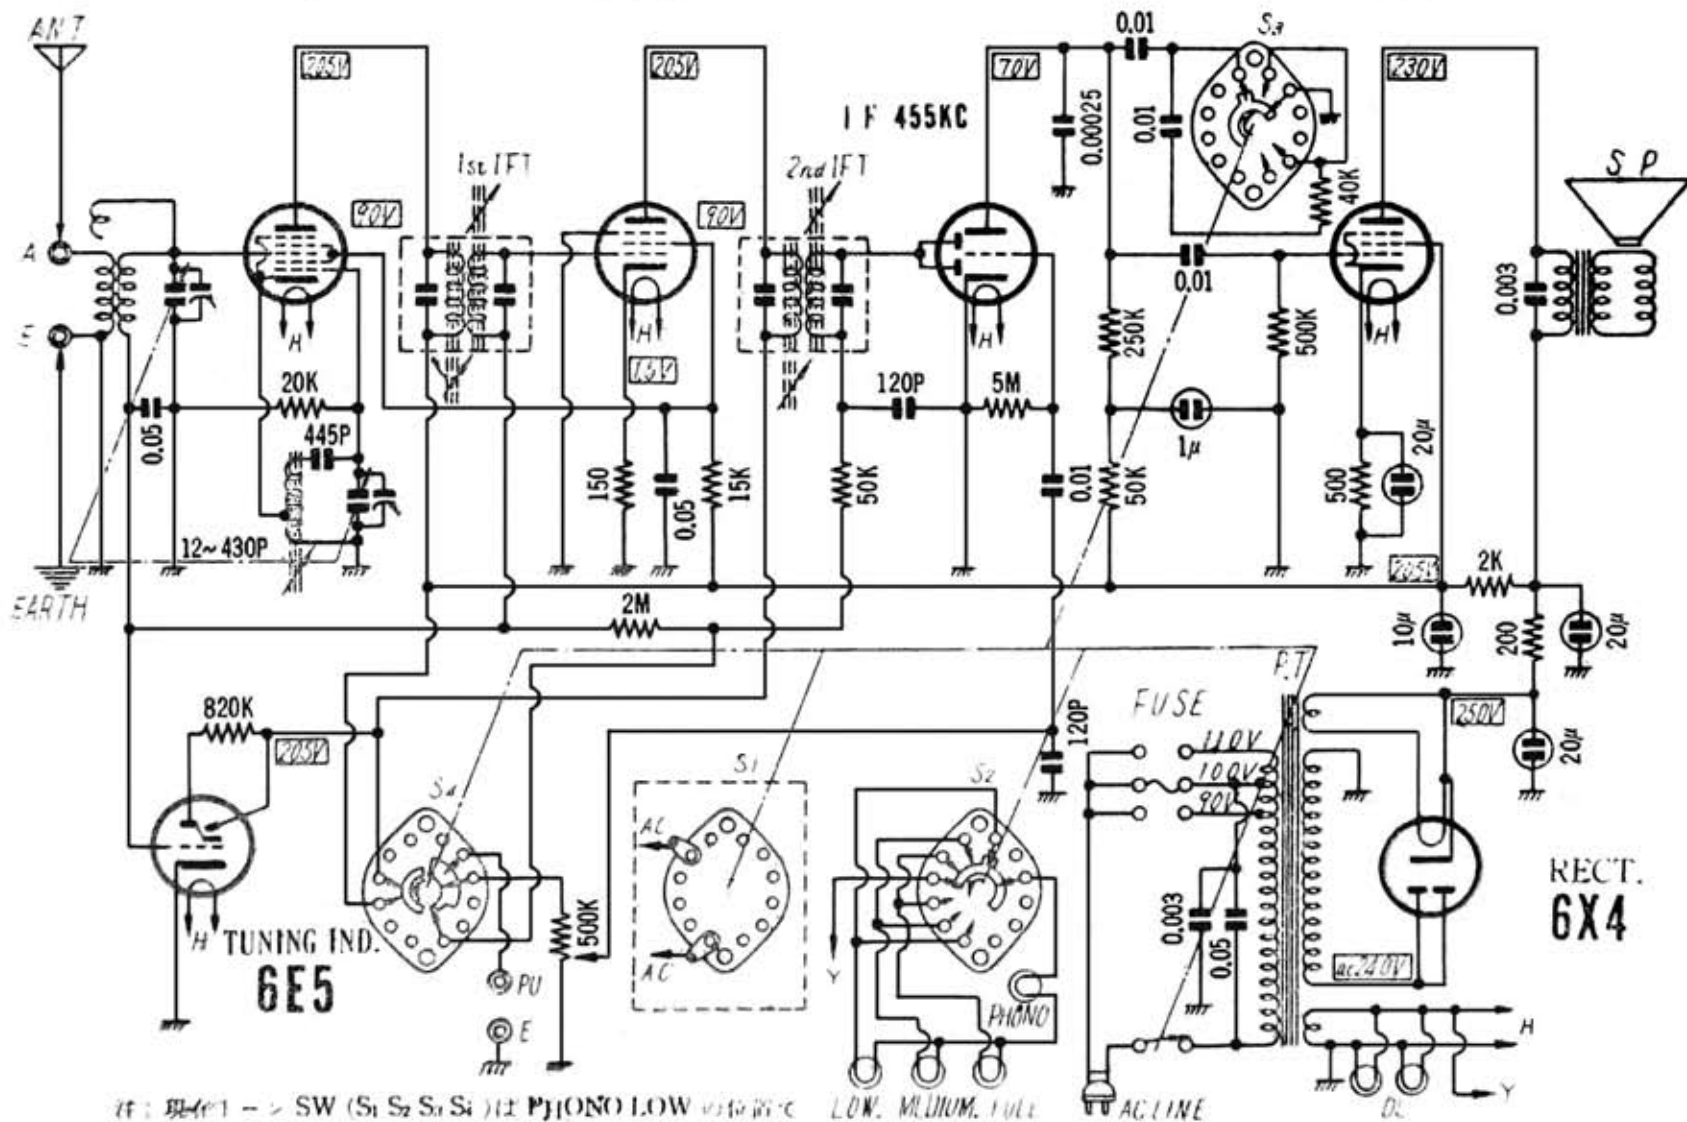 ANT
205V
205V
70V
0.01
S3
230V
IF 455KC
0.00025
0.01
40K
SP
1st IFT
2nd IFT
90V
90V
A
0.01
0.003
H
H
H
H
E
250K
500K
1.5V
20K
120P
5M
0.05
445P
1μ
20μ
150
0.05
15K
50K
0.01
50K
500
12~430P
205V
2K
EARTH
2M
10μ
200
20μ
P.T
820K
FUSE
250V
205V
120P
20μ
110V
S4
S1
S2
100V
90V
AC
RECT.
6X4
H
TUNING IND.
6E5
500K
0.003
0.05
AC
Y
ac240V
PU
PHONO
E
H
SW (S1 S2 S3 S4) は PHONO LOW
LOW. MEDIUM. FULL
AC LINE
Y